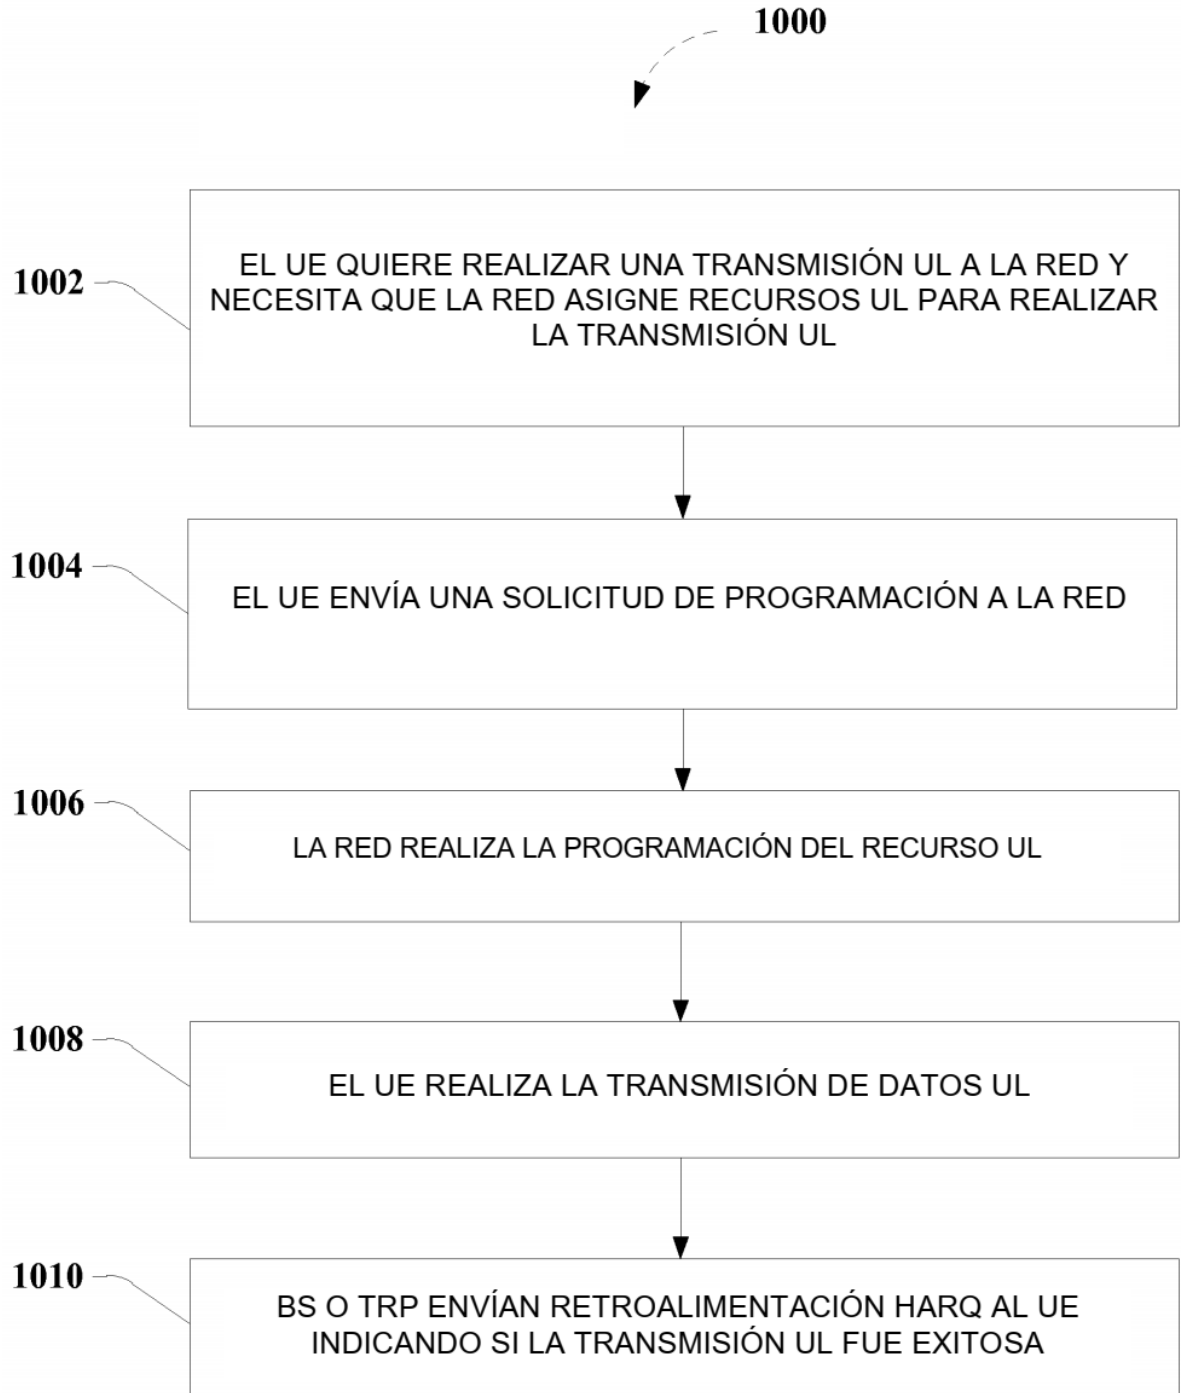 1000
1002
EL UE QUIERE REALIZAR UNA TRANSMISIÓN UL A LA RED Y
NECESITA QUE LA RED ASIGNE RECURSOS UL PARA REALIZAR
LA TRANSMISIÓN UL
1004
EL UE ENVÍA UNA SOLICITUD DE PROGRAMACIÓN A LA RED
1006
LA RED REALIZA LA PROGRAMACIÓN DEL RECURSO UL
1008
EL UE REALIZA LA TRANSMISIÓN DE DATOS UL
1010
BS O TRP ENVÍAN RETROALIMENTACIÓN HARQ AL UE
INDICANDO SI LA TRANSMISIÓN UL FUE EXITOSA